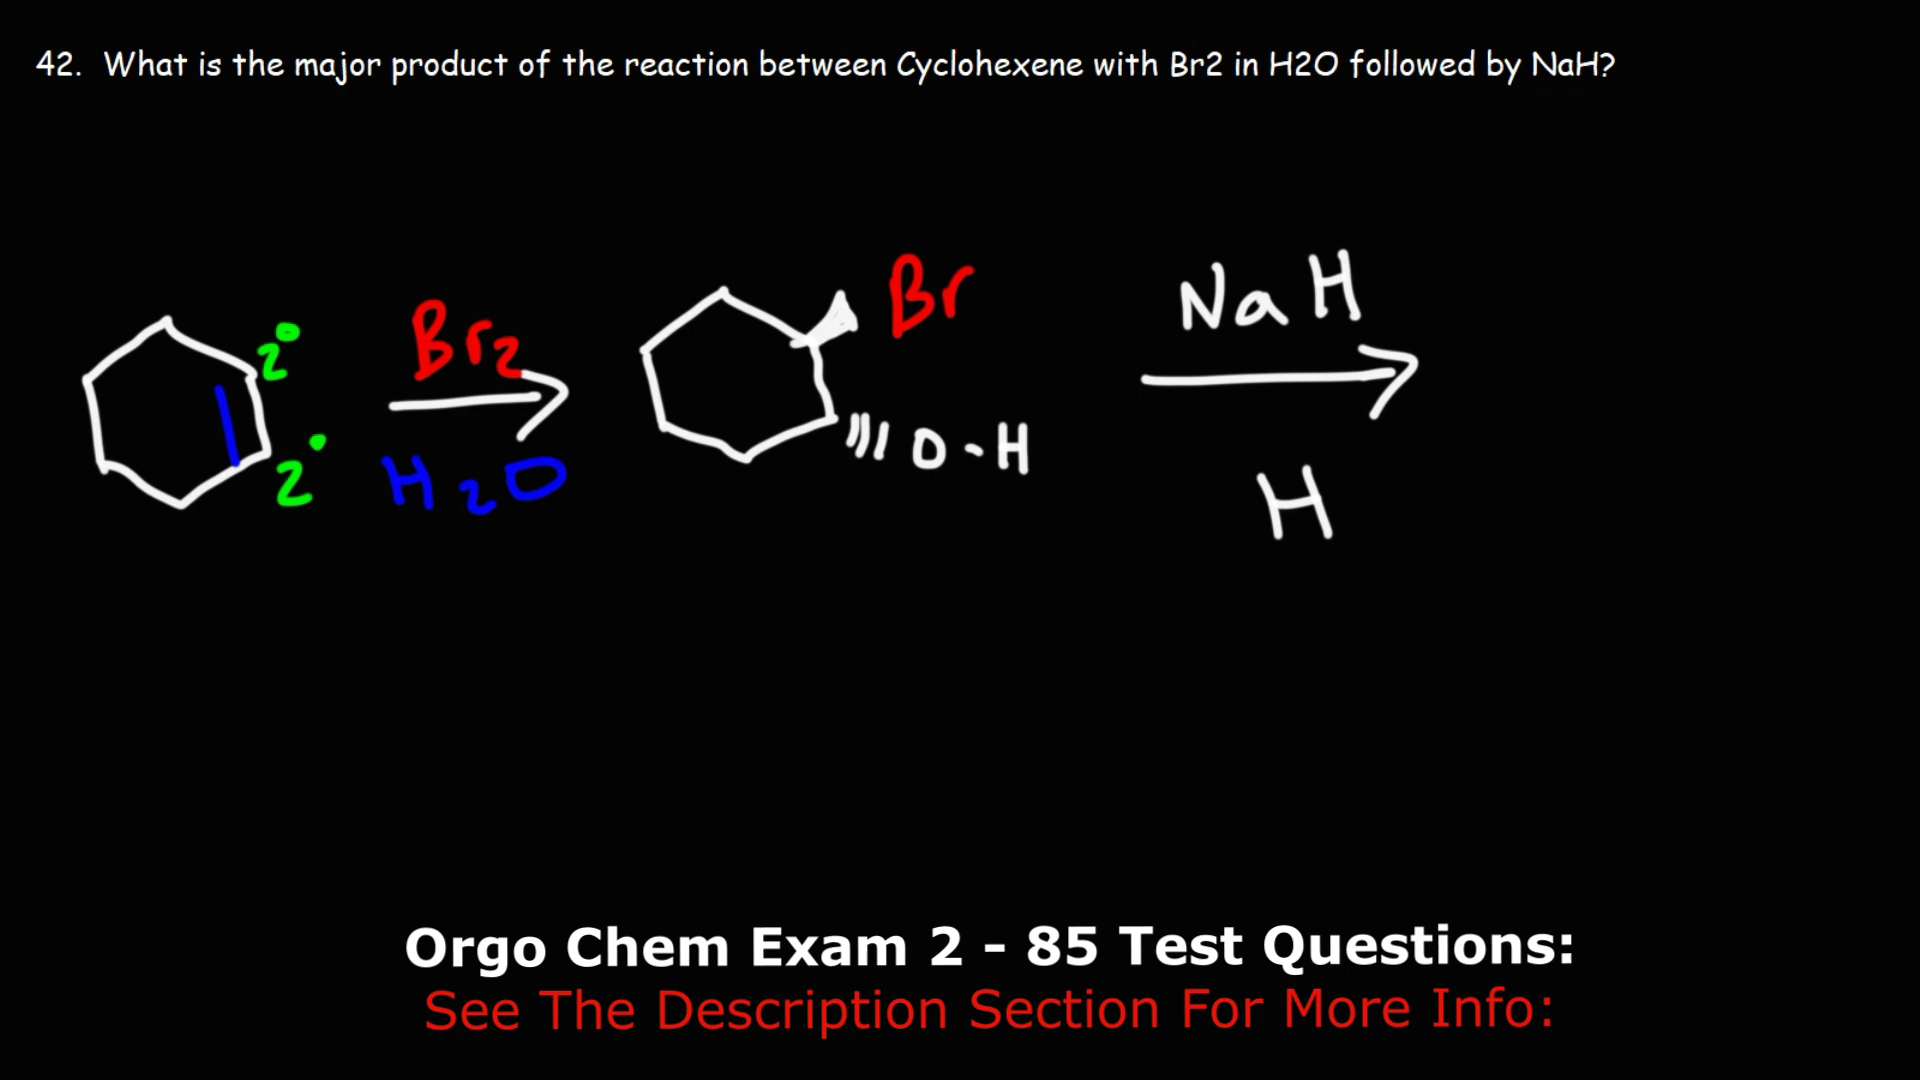 42. What is the major product of the reaction between Cyclohexene with Br2 in H2O followed by NaH?
2°
2°
Br2
H2O
Br
O-H
NaH
H
Orgo Chem Exam 2 - 85 Test Questions:
See The Description Section For More Info: